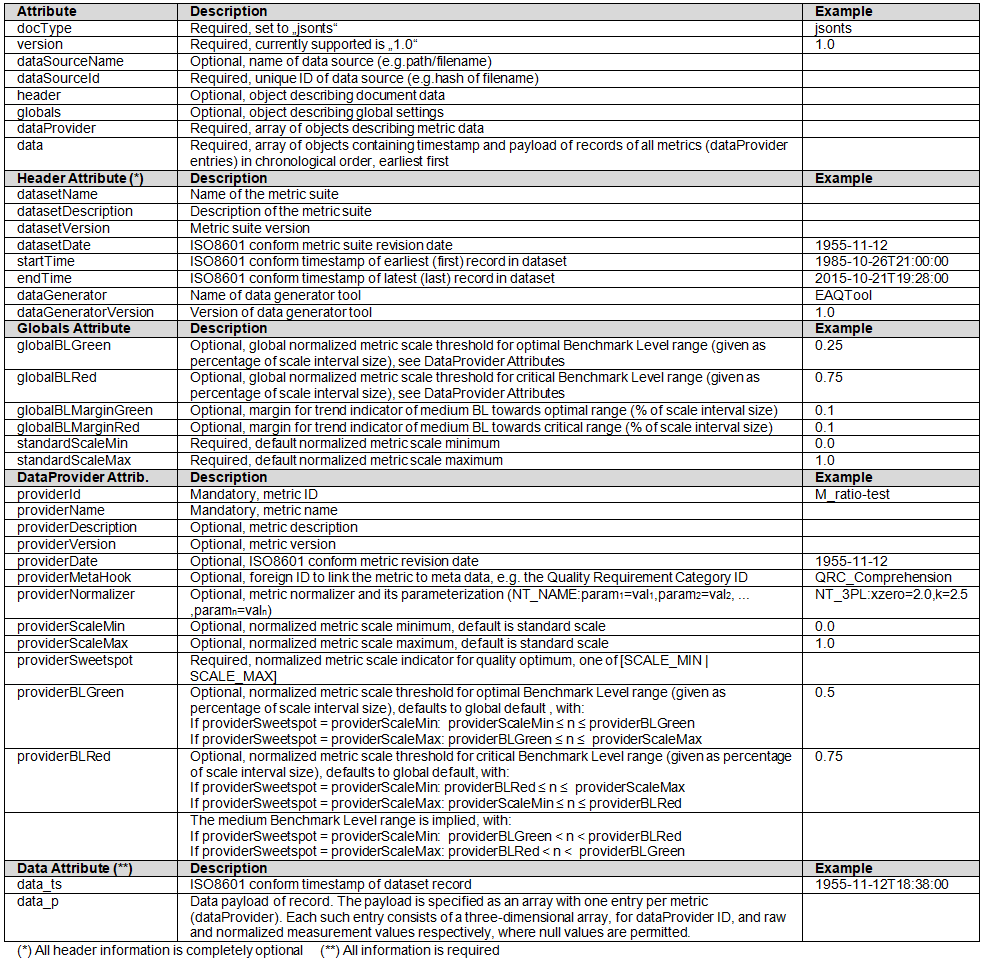 Attribute Description Example
docType Required, set to „jsonts“ jsonts
version Required, currently supported is „1.0“ 1.0
dataSourceName Optional, name of data source (e.g.path/filename)
dataSourceId Required, unique ID of data source (e.g.hash of filename)
header Optional, object describing document data
globals Optional, object describing global settings
dataProvider Required, array of objects describing metric data
data Required, array of objects containing timestamp and payload of records of all metrics (dataProvider
entries) in chronological order, earliest first
Header Attribute (*) Description Example
datasetName Name of the metric suite
datasetDescription Description of the metric suite
datasetVersion Metric suite version
datasetDate ISO8601 conform metric suite revision date 1955-11-12
startTime ISO8601 conform timestamp of earliest (first) record in dataset 1985-10-26T21:00:00
endTime ISO8601 conform timestamp of latest (last) record in dataset 2015-10-21T19:28:00
dataGenerator Name of data generator tool EAQTool
dataGeneratorVersion Version of data generator tool 1.0
Globals Attribute Description Example
globalBLGreen Optional, global normalized metric scale threshold for optimal Benchmark Level range (given as 0.25
percentage of scale interval size), see DataProvider Attributes
globalBLRed Optional, global normalized metric scale threshold for critical Benchmark Level range (given as 0.75
percentage of scale interval size), see DataProvider Attributes
globalBLMarginGreen Optional, margin for trend indicator of medium BL towards optimal range (% of scale interval size) 0.1
globalBLMarginRed Optional, margin for trend indicator of medium BL towards critical range (% of scale interval size) 0.1
standardScaleMin Required, default normalized metric scale minimum 0.0
standardScaleMax Required, default normalized metric scale maximum 1.0
DataProvider Attrib. Description Example
providerId Mandatory, metric ID M_ratio-test
providerName Mandatory, metric name
providerDescription Optional, metric description
providerVersion Optional, metric version
providerDate Optional, ISO8601 conform metric revision date 1955-11-12
providerMetaHook Optional, foreign ID to link the metric to meta data, e.g. the Quality Requirement Category ID QRC_Comprehension
providerNormalizer Optional, metric normalizer and its parameterization (NT_NAME:param1=val1,param2=val2, ... NT_3PL:xzero=2.0,k=2.5
,paramn=valn)
providerScaleMin Optional, normalized metric scale minimum, default is standard scale 0.0
providerScaleMax Optional, normalized metric scale maximum, default is standard scale 1.0
providerSweetspot Required, normalized metric scale indicator for quality optimum, one of [SCALE_MIN |
SCALE_MAX]
providerBLGreen Optional, normalized metric scale threshold for optimal Benchmark Level range (given as 0.5
percentage of scale interval size), defaults to global default , with:
If providerSweetspot = providerScaleMin: providerScaleMin ≤ n ≤ providerBLGreen
If providerSweetspot = providerScaleMax: providerBLGreen ≤ n ≤ providerScaleMax
providerBLRed Optional, normalized metric scale threshold for critical Benchmark Level range (given as percentage 0.75
of scale interval size), defaults to global default, with:
If providerSweetspot = providerScaleMin: providerBLRed ≤ n ≤ providerScaleMax
If providerSweetspot = providerScaleMax: providerScaleMin ≤ n ≤ providerBLRed
The medium Benchmark Level range is implied, with:
If providerSweetspot = providerScaleMin: providerBLGreen < n < providerBLRed
If providerSweetspot = providerScaleMax: providerBLRed < n < providerBLGreen
Data Attribute (**) Description Example
data_ts ISO8601 conform timestamp of dataset record 1955-11-12T18:38:00
data_p Data payload of record. The payload is specified as an array with one entry per metric
(dataProvider). Each such entry consists of a three-dimensional array, for dataProvider ID, and raw
and normalized measurement values respectively, where null values are permitted.
(*) All header information is completely optional (**) All information is required